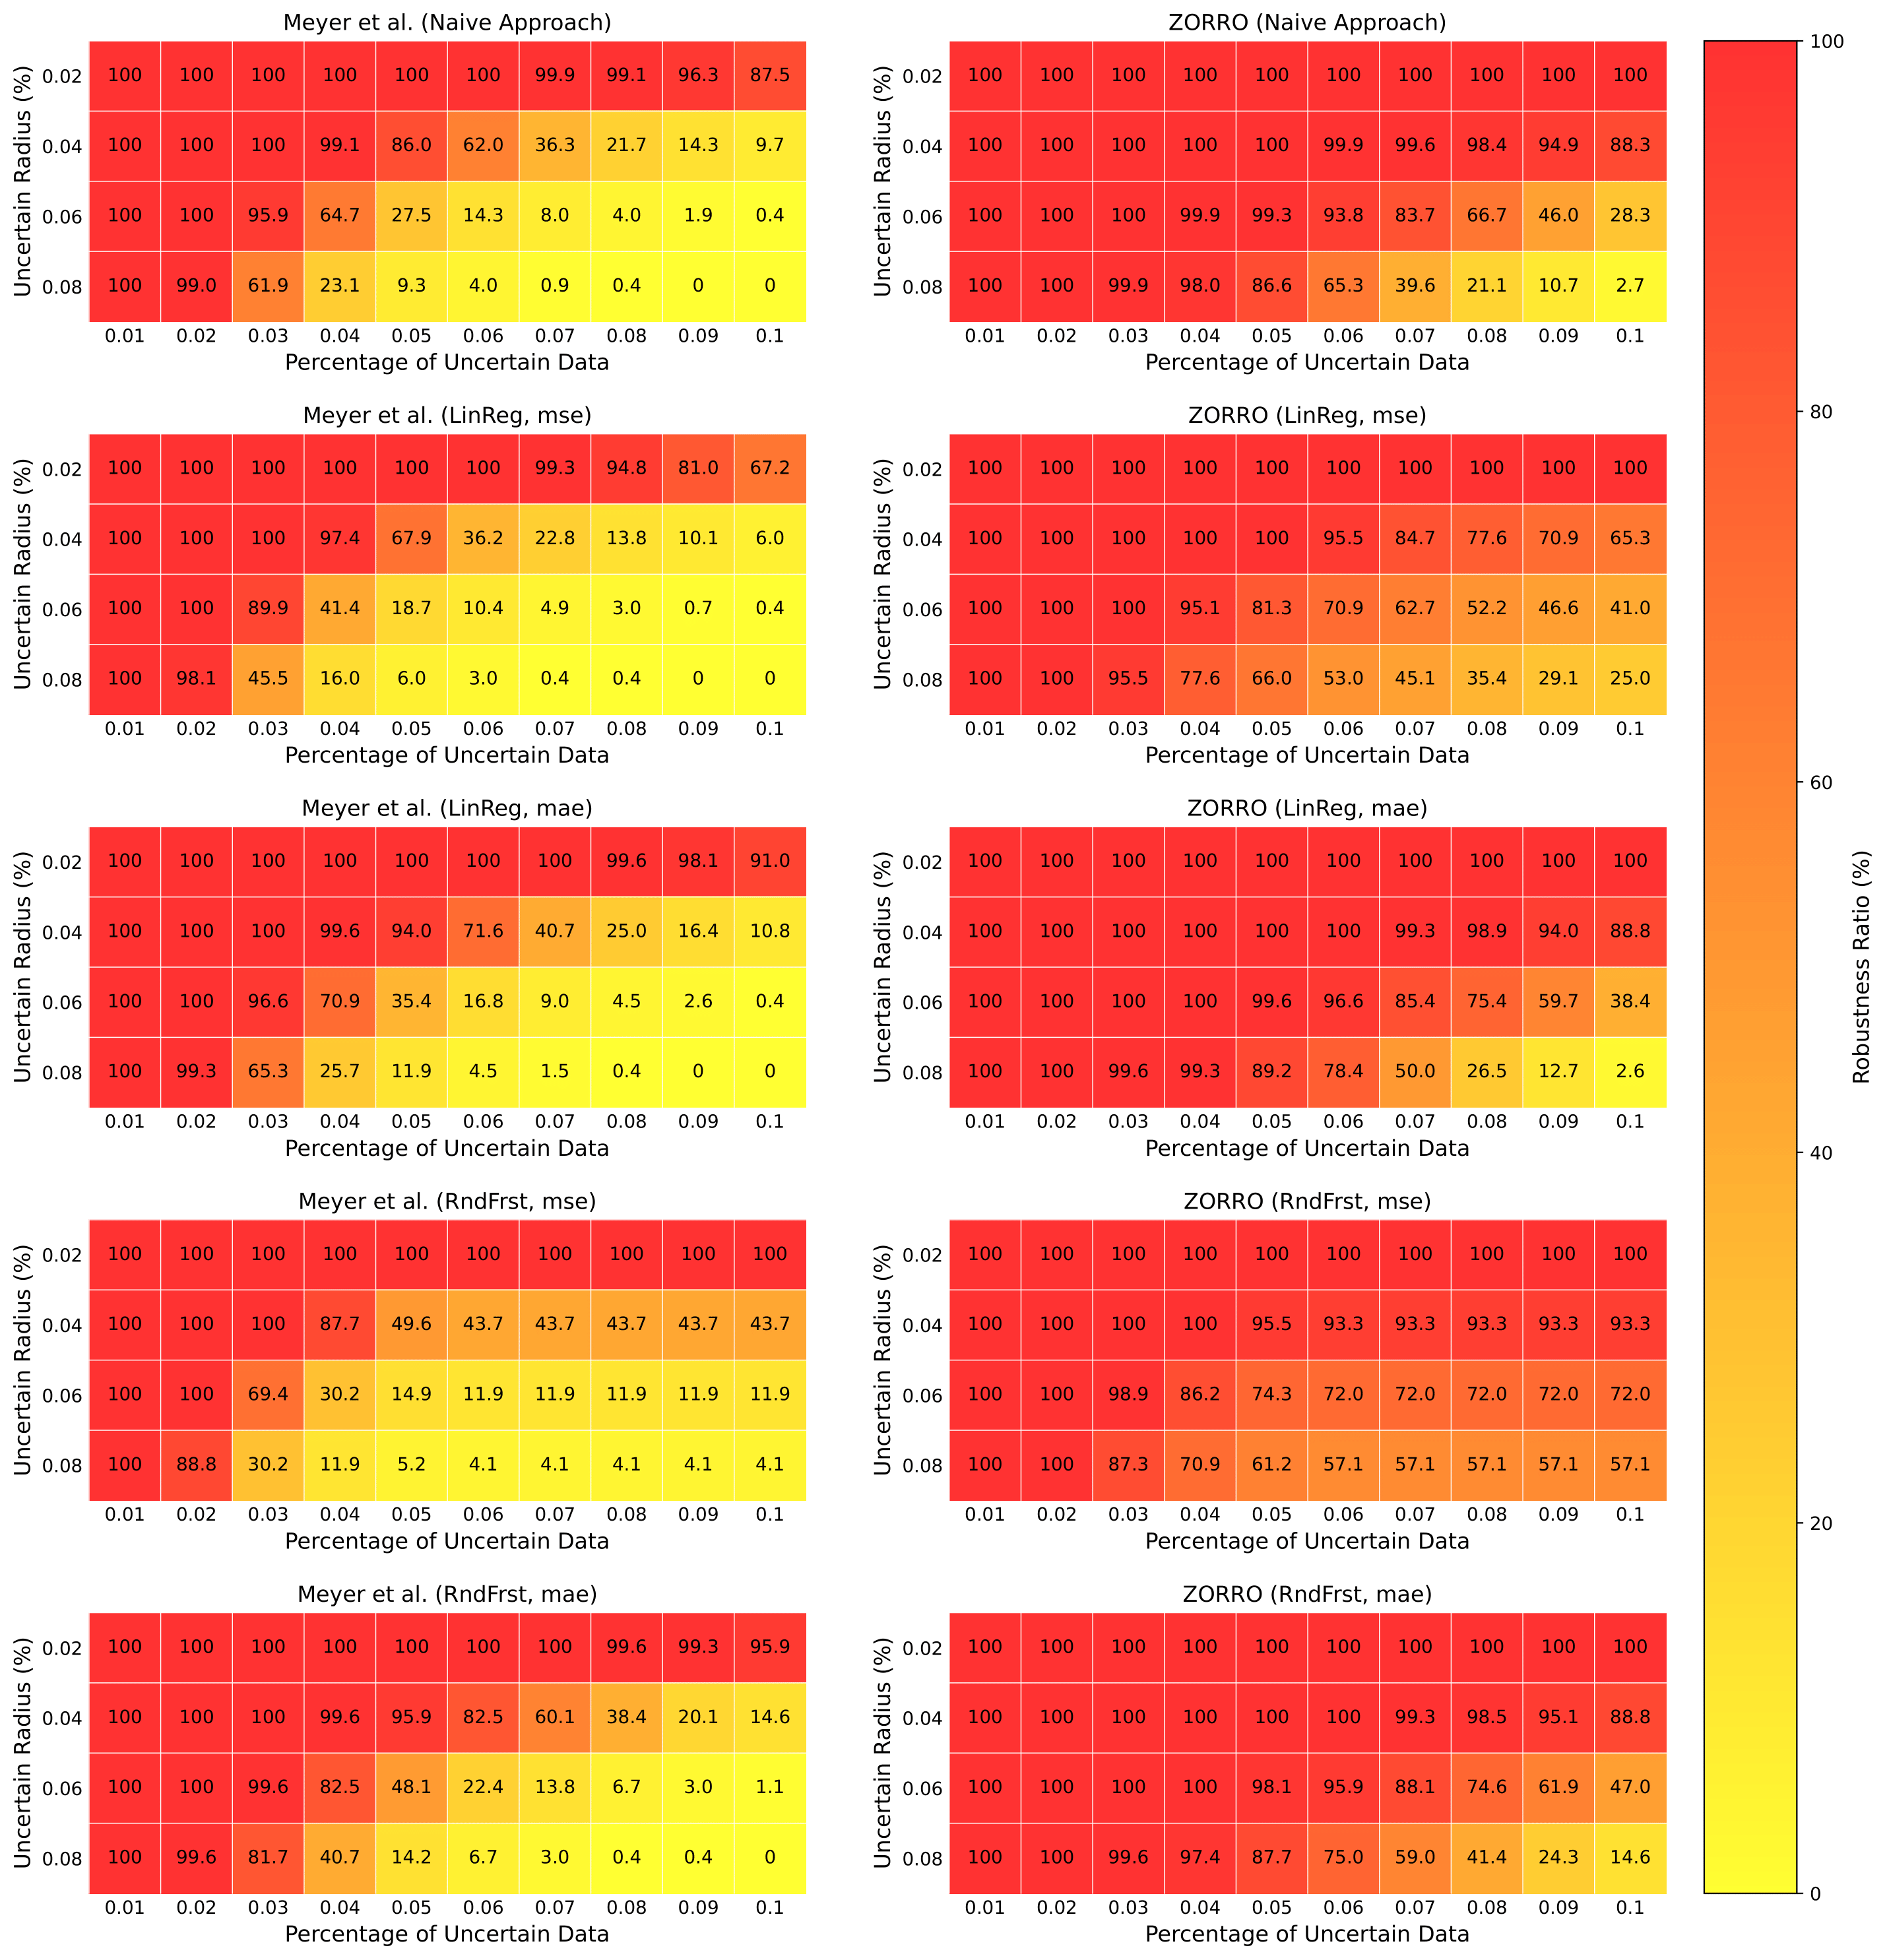 Meyer et al. (Naive Approach)
Uncertain Radius (%)
0.02 100 100 100 100 100 100 99.9 99.1 96.3 87.5
0.04 100 100 100 99.1 86.0 62.0 36.3 21.7 14.3 9.7
0.06 100 100 95.9 64.7 27.5 14.3 8.0 4.0 1.9 0.4
0.08 100 99.0 61.9 23.1 9.3 4.0 0.9 0.4 0 0
0.01 0.02 0.03 0.04 0.05 0.06 0.07 0.08 0.09 0.1
Percentage of Uncertain Data
ZORRO (Naive Approach)
Uncertain Radius (%)
0.02 100 100 100 100 100 100 100 100 100 100
0.04 100 100 100 100 100 99.9 99.6 98.4 94.9 88.3
0.06 100 100 100 99.9 99.3 93.8 83.7 66.7 46.0 28.3
0.08 100 100 99.9 98.0 86.6 65.3 39.6 21.1 10.7 2.7
0.01 0.02 0.03 0.04 0.05 0.06 0.07 0.08 0.09 0.1
Percentage of Uncertain Data
Meyer et al. (LinReg, mse)
Uncertain Radius (%)
0.02 100 100 100 100 100 100 99.3 94.8 81.0 67.2
0.04 100 100 100 97.4 67.9 36.2 22.8 13.8 10.1 6.0
0.06 100 100 89.9 41.4 18.7 10.4 4.9 3.0 0.7 0.4
0.08 100 98.1 45.5 16.0 6.0 3.0 0.4 0.4 0 0
0.01 0.02 0.03 0.04 0.05 0.06 0.07 0.08 0.09 0.1
Percentage of Uncertain Data
ZORRO (LinReg, mse)
Uncertain Radius (%)
0.02 100 100 100 100 100 100 100 100 100 100
0.04 100 100 100 100 100 95.5 84.7 77.6 70.9 65.3
0.06 100 100 100 95.1 81.3 70.9 62.7 52.2 46.6 41.0
0.08 100 100 95.5 77.6 66.0 53.0 45.1 35.4 29.1 25.0
0.01 0.02 0.03 0.04 0.05 0.06 0.07 0.08 0.09 0.1
Percentage of Uncertain Data
Meyer et al. (LinReg, mae)
Uncertain Radius (%)
0.02 100 100 100 100 100 100 100 99.6 98.1 91.0
0.04 100 100 100 99.6 94.0 71.6 40.7 25.0 16.4 10.8
0.06 100 100 96.6 70.9 35.4 16.8 9.0 4.5 2.6 0.4
0.08 100 99.3 65.3 25.7 11.9 4.5 1.5 0.4 0 0
0.01 0.02 0.03 0.04 0.05 0.06 0.07 0.08 0.09 0.1
Percentage of Uncertain Data
ZORRO (LinReg, mae)
Uncertain Radius (%)
0.02 100 100 100 100 100 100 100 100 100 100
0.04 100 100 100 100 100 100 99.3 98.9 94.0 88.8
0.06 100 100 100 100 99.6 96.6 85.4 75.4 59.7 38.4
0.08 100 100 99.6 99.3 89.2 78.4 50.0 26.5 12.7 2.6
0.01 0.02 0.03 0.04 0.05 0.06 0.07 0.08 0.09 0.1
Percentage of Uncertain Data
Meyer et al. (RndFrst, mse)
Uncertain Radius (%)
0.02 100 100 100 100 100 100 100 100 100 100
0.04 100 100 100 87.7 49.6 43.7 43.7 43.7 43.7 43.7
0.06 100 100 69.4 30.2 14.9 11.9 11.9 11.9 11.9 11.9
0.08 100 88.8 30.2 11.9 5.2 4.1 4.1 4.1 4.1 4.1
0.01 0.02 0.03 0.04 0.05 0.06 0.07 0.08 0.09 0.1
Percentage of Uncertain Data
ZORRO (RndFrst, mse)
Uncertain Radius (%)
0.02 100 100 100 100 100 100 100 100 100 100
0.04 100 100 100 100 95.5 93.3 93.3 93.3 93.3 93.3
0.06 100 100 98.9 86.2 74.3 72.0 72.0 72.0 72.0 72.0
0.08 100 100 87.3 70.9 61.2 57.1 57.1 57.1 57.1 57.1
0.01 0.02 0.03 0.04 0.05 0.06 0.07 0.08 0.09 0.1
Percentage of Uncertain Data
Meyer et al. (RndFrst, mae)
Uncertain Radius (%)
0.02 100 100 100 100 100 100 100 99.6 99.3 95.9
0.04 100 100 100 99.6 95.9 82.5 60.1 38.4 20.1 14.6
0.06 100 100 99.6 82.5 48.1 22.4 13.8 6.7 3.0 1.1
0.08 100 99.6 81.7 40.7 14.2 6.7 3.0 0.4 0.4 0
0.01 0.02 0.03 0.04 0.05 0.06 0.07 0.08 0.09 0.1
Percentage of Uncertain Data
ZORRO (RndFrst, mae)
Uncertain Radius (%)
0.02 100 100 100 100 100 100 100 100 100 100
0.04 100 100 100 100 100 100 99.3 98.5 95.1 88.8
0.06 100 100 100 100 98.1 95.9 88.1 74.6 61.9 47.0
0.08 100 100 99.6 97.4 87.7 75.0 59.0 41.4 24.3 14.6
0.01 0.02 0.03 0.04 0.05 0.06 0.07 0.08 0.09 0.1
Percentage of Uncertain Data
100
80
60
40
20
0
Robustness Ratio (%)